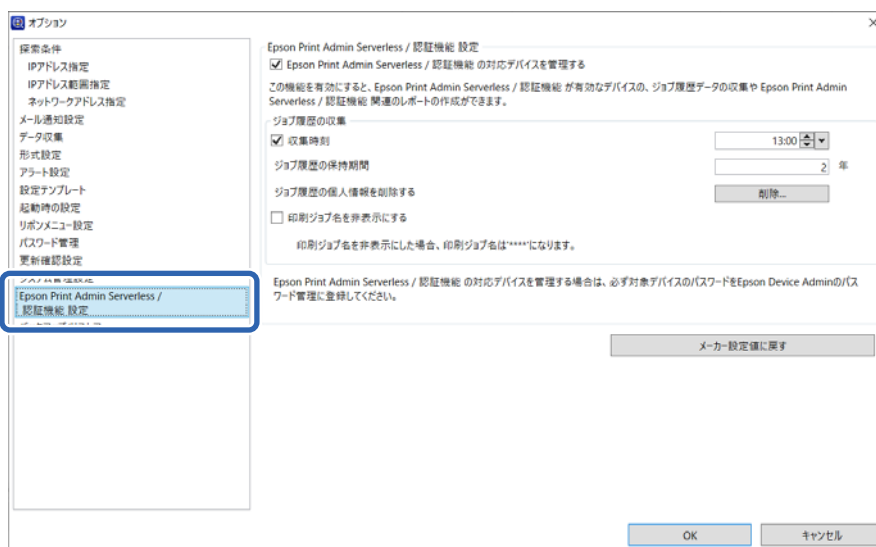 オプション
探索条件
IPアドレス指定
IPアドレス範囲指定
ネットワークアドレス指定
メール通知設定
データ収集
形式設定
アラート設定
設定テンプレート
起動時の設定
リボンメニュー設定
パスワード管理
更新確認設定
Epson Print Admin Serverless /
認証機能 設定
Epson Print Admin Serverless / 認証機能 設定
Epson Print Admin Serverless / 認証機能 の対応デバイスを管理する
この機能を有効にすると、Epson Print Admin Serverless / 認証機能 が有効なデバイスの、ジョブ履歴データの収集や Epson Print Admin
Serverless / 認証機能 関連のレポートの作成ができます。
ジョブ履歴の収集
収集時刻
13:00
ジョブ履歴の保持期間
2 年
ジョブ履歴の個人情報を削除する
削除...
印刷ジョブ名を非表示にする
印刷ジョブ名を非表示にした場合、印刷ジョブ名は'****'になります。
Epson Print Admin Serverless / 認証機能 の対応デバイスを管理する場合は、必ず対象デバイスのパスワードをEpson Device Adminのパス
ワード管理に登録してください。
メーカー設定値に戻す
OK
キャンセル